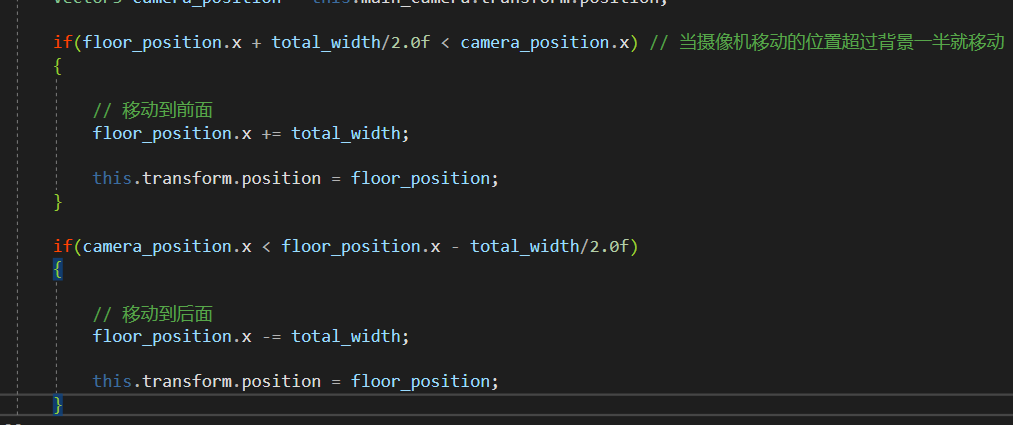 Vector3 camera_position = this.main_camera.transform.position;
if(floor_position.x + total_width/2.0f < camera_position.x) // 当摄像机移动的位置超过背景一半就移动
{
// 移动到前面
floor_position.x += total_width;
this.transform.position = floor_position;
}
if(camera_position.x < floor_position.x - total_width/2.0f)
{
// 移动到后面
floor_position.x -= total_width;
this.transform.position = floor_position;
}